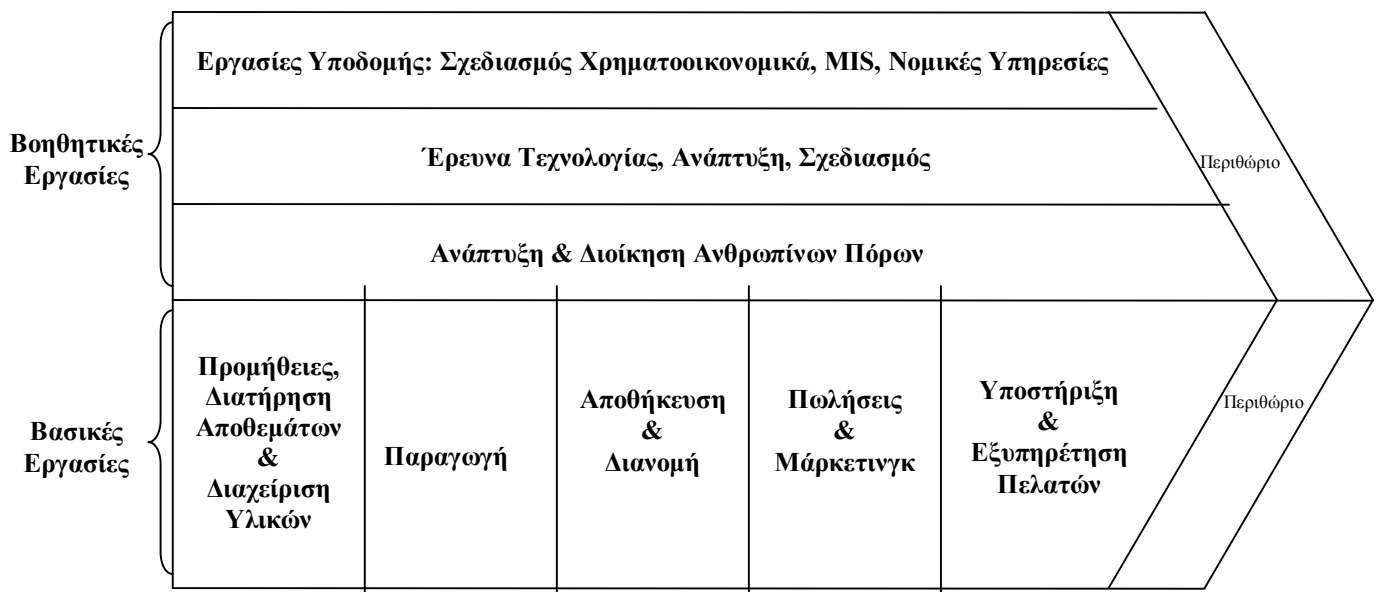 Εργασίες Υποδομής: Σχεδιασμός Χρηματοοικονομικά, MIS, Νομικές Υπηρεσίες
Βοηθητικές
Εργασίες
Έρευνα Τεχνολογίας, Ανάπτυξη, Σχεδιασμός
Περιθώριο
Ανάπτυξη & Διοίκηση Ανθρωπίνων Πόρων
Βασικές
Εργασίες
Προμήθειες,
Διατήρηση
Αποθεμάτων
&
Διαχείριση
Υλικών
Παραγωγή
Αποθήκευση
&
Διανομή
Πωλήσεις
&
Μάρκετινγκ
Υποστήριξη
&
Εξυπηρέτηση
Πελατών
Περιθώριο